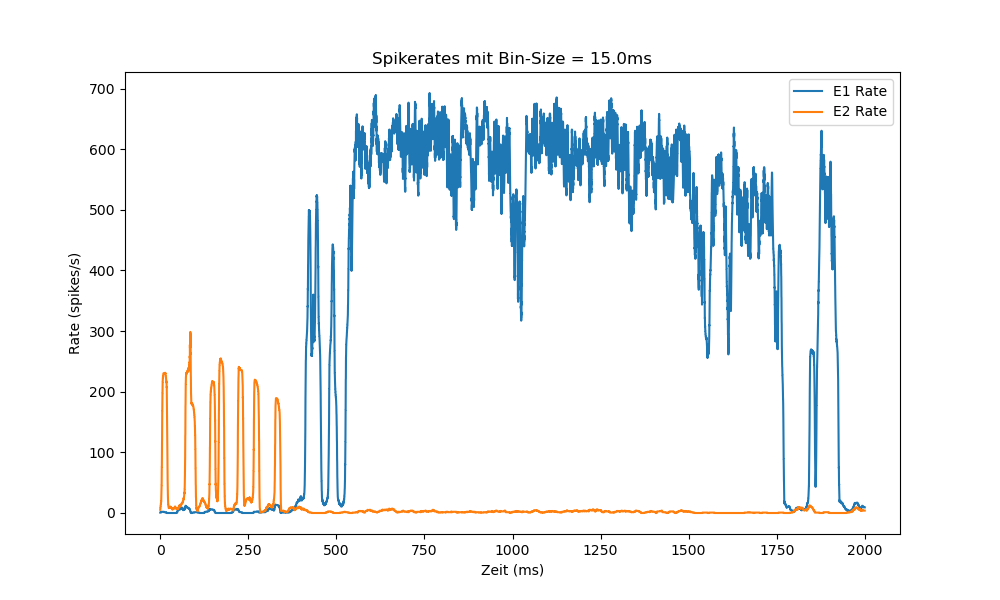 Spikerates mit Bin-Size = 15.0ms
E1 Rate
E2 Rate
700
600
500
400
300
200
100
0
Rate (spikes/s)
0 250 500 750 1000 1250 1500 1750 2000
Zeit (ms)